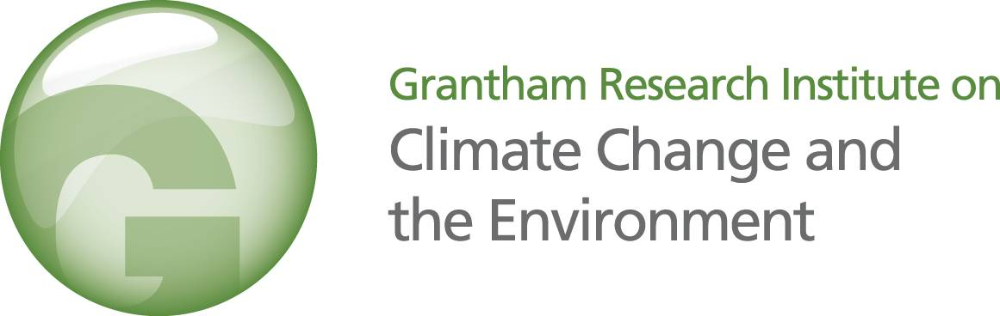 G
Grantham Research Institute on
Climate Change and
the Environment